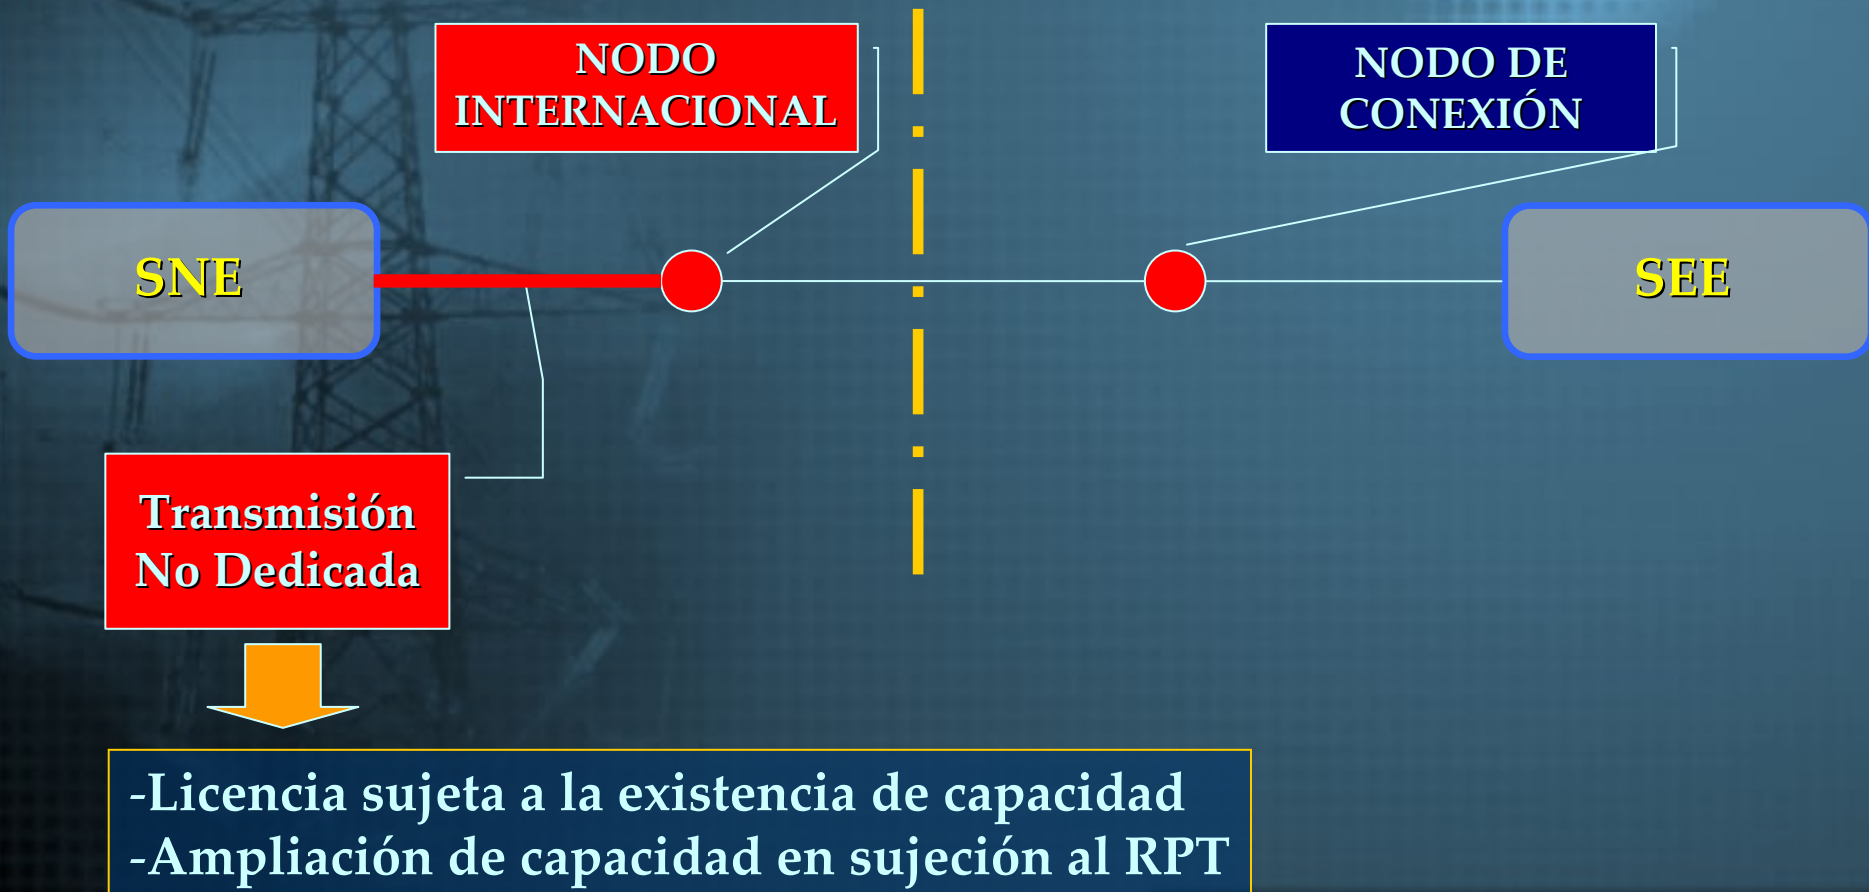 NODO
INTERNACIONAL
NODO DE
CONEXIÓN
SNE
SEE
Transmisión
No Dedicada
-Licencia sujeta a la existencia de capacidad
-Ampliación de capacidad en sujeción al RPT